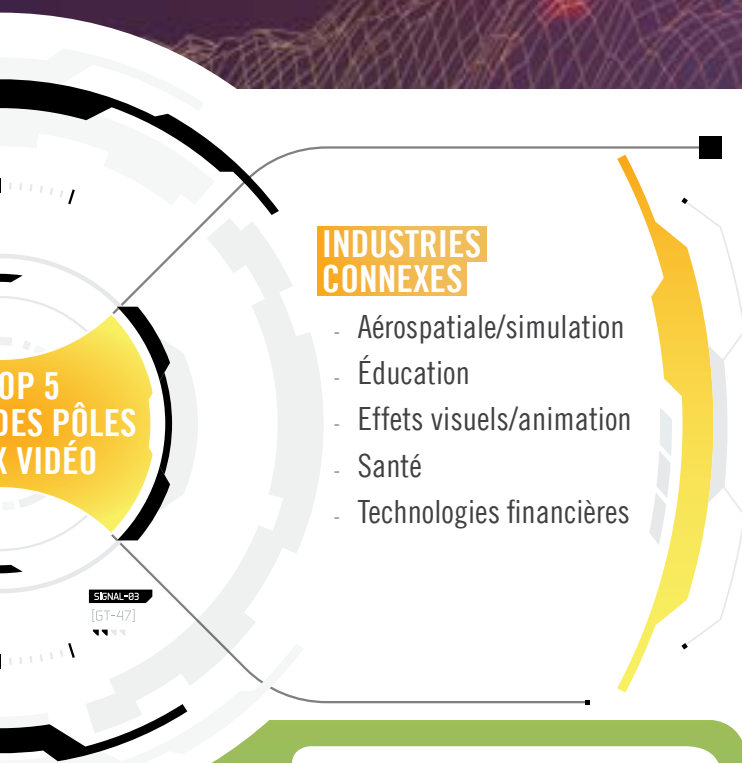 INDUSTRIES
CONNEXES
- Aérospatiale/simulation
- Éducation
- Effets visuels/animation
- Santé
- Technologies financières
OP 5
DES PÔLES
X VIDÉO
SIGNAL-03
[GT-47]